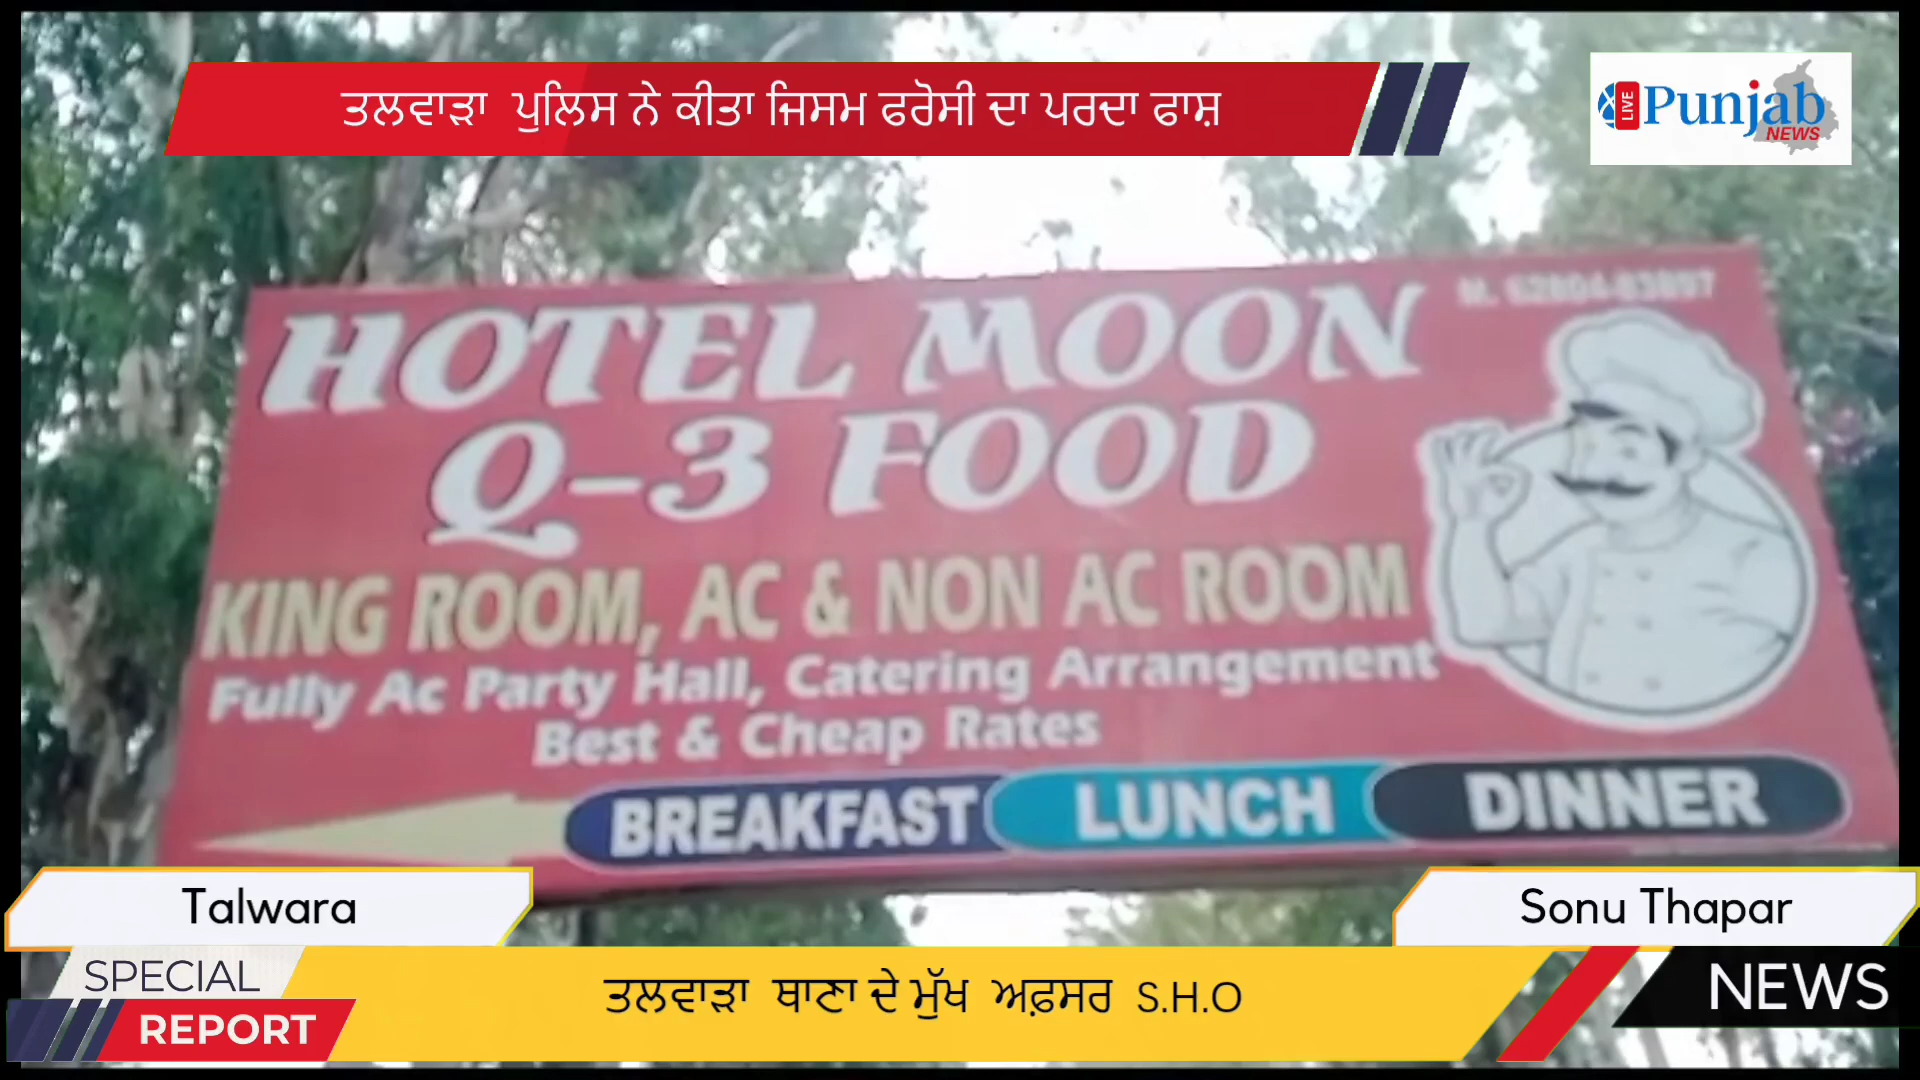 ਤਲਵਾੜਾ ਪੁਲਿਸ ਨੇ ਕੀਤਾ ਜਿਸਮ ਫਰੋਸੀ ਦਾ ਪਰਦਾ ਫਾਸ਼
LIVE Punjab
NEWS
HOTEL MOON
Q-3 FOOD
KING ROOM, AC & NON AC ROOM
Fully Ac Party Hall, Catering Arrangement
Best & Cheap Rates
BREAKFAST LUNCH DINNER
Talwara
Sonu Thapar
SPECIAL
REPORT
ਤਲਵਾੜਾ ਥਾਣਾ ਦੇ ਮੁੱਖ ਅਫ਼ਸਰ S.H.O
NEWS